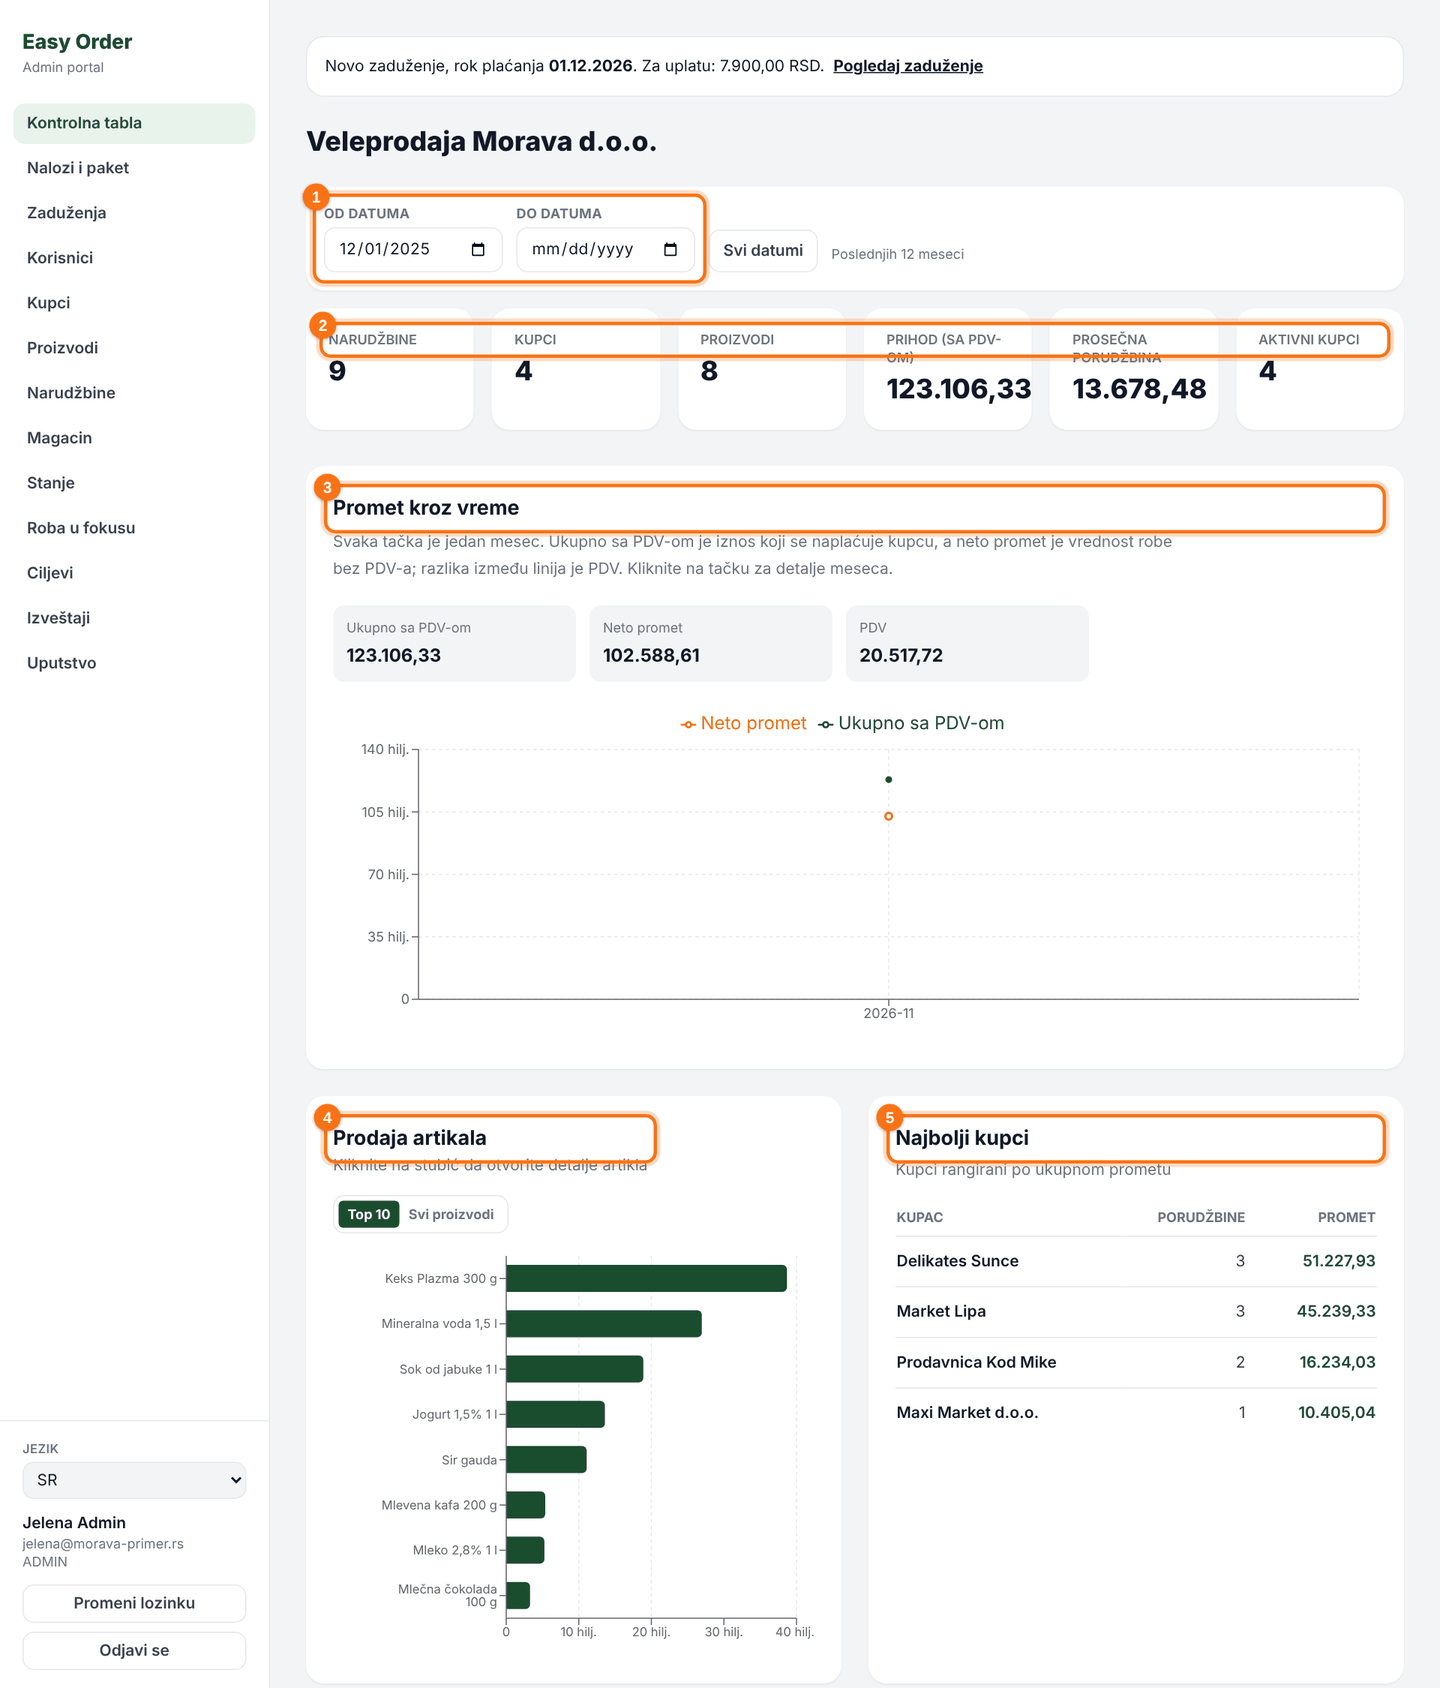 Easy Order
Admin portal
Kontrolna tabla
Nalozi i paket
Zaduženja
Korisnici
Kupci
Proizvodi
Narudžbine
Magacin
Stanje
Roba u fokusu
Ciljevi
Izveštaji
Uputstvo
JEZIK
SR
Jelena Admin
jelena@morava-primer.rs
ADMIN
Promeni lozinku
Odjavi se
Novo zaduženje, rok plaćanja 01.12.2026. Za uplatu: 7.900,00 RSD. Pogledaj zaduženje
Veleprodaja Morava d.o.o.
1
OD DATUMA DO DATUMA
12/01/2025 mm/dd/yyyy Svi datumi Poslednjih 12 meseci
2
NARUDŽBINE
9
KUPCI
4
PROIZVODI
8
PRIHOD (SA PDV-
OM)
123.106,33
PROSEČNA
PORUDŽBINA
13.678,48
AKTIVNI KUPCI
4
3
Promet kroz vreme
Svaka tačka je jedan mesec. Ukupno sa PDV-om je iznos koji se naplaćuje kupcu, a neto promet je vrednost robe
bez PDV-a; razlika između linija je PDV. Kliknite na tačku za detalje meseca.
Ukupno sa PDV-om
123.106,33
Neto promet
102.588,61
PDV
20.517,72
Neto promet Ukupno sa PDV-om
140 hilj.
105 hilj.
70 hilj.
35 hilj.
0
2026-11
4
Prodaja artikala
Kliknite na stubić da otvorite detalje artikla
Top 10 Svi proizvodi
Keks Plazma 300 g
Mineralna voda 1,5 l
Sok od jabuke 1 l
Jogurt 1,5% 1 l
Sir gauda
Mlevena kafa 200 g
Mleko 2,8% 1 l
Mlečna čokolada
100 g
0 10 hilj. 20 hilj. 30 hilj. 40 hilj.
5
Najbolji kupci
Kupci rangirani po ukupnom prometu
KUPAC PORUDŽBINE PROMET
Delikates Sunce 3 51.227,93
Market Lipa 3 45.239,33
Prodavnica Kod Mike 2 16.234,03
Maxi Market d.o.o. 1 10.405,04